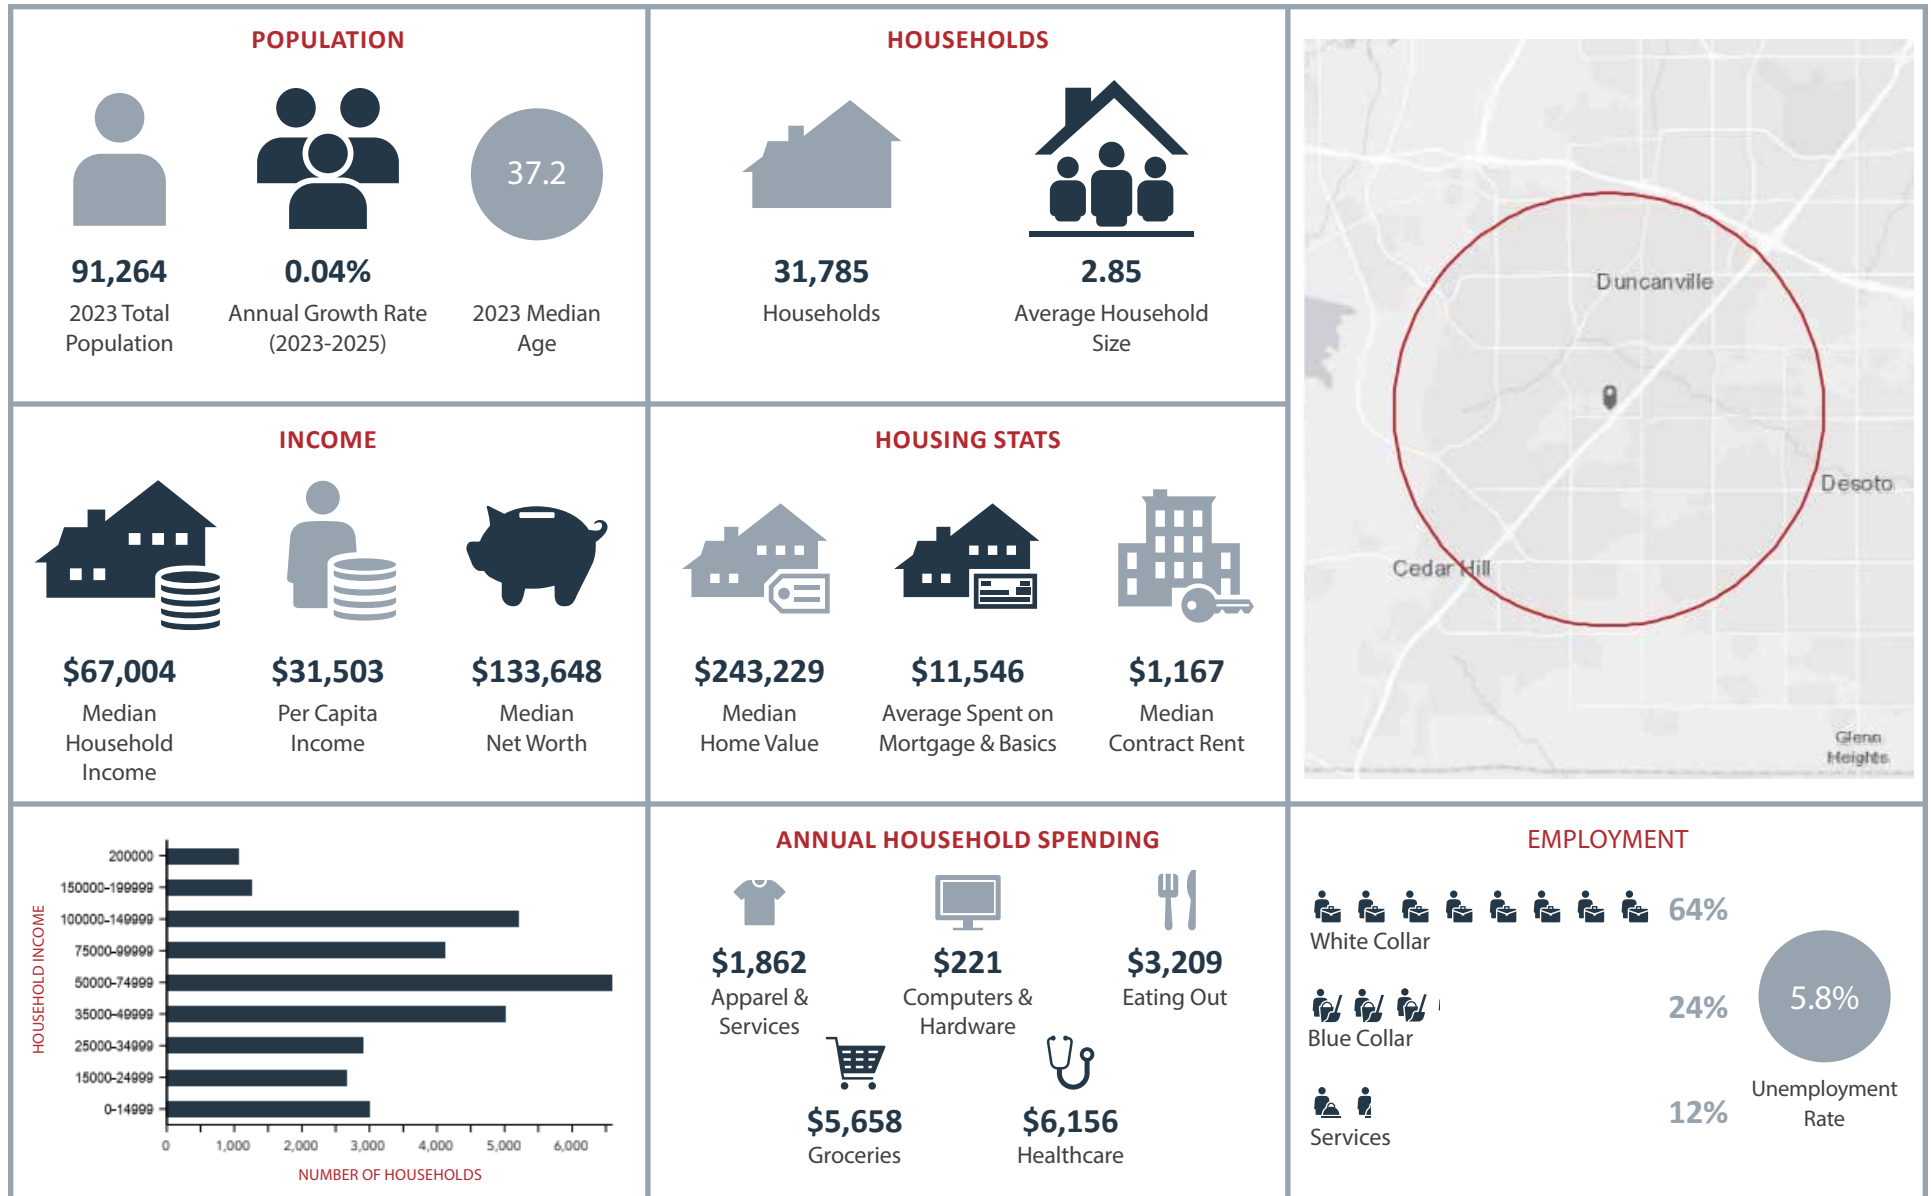 POPULATION
37.2
91,264
2023 Total
Population
0.04%
Annual Growth Rate
(2023-2025)
2023 Median
Age
HOUSEHOLDS
31,785
Households
2.85
Average Household
Size
Duncanville
Desoto
Cedar Hill
Glenn
Heights
INCOME
$67,004
Median
Household
Income
$31,503
Per Capita
Income
$133,648
Median
Net Worth
HOUSING STATS
$243,229
Median
Home Value
$11,546
Average Spent on
Mortgage & Basics
$1,167
Median
Contract Rent
HOUSEHOLD INCOME
200000
150000-199999
100000-149999
75000-99999
50000-74999
35000-49999
25000-34999
15000-24999
0-14999
0 1,000 2,000 3,000 4,000 5,000 6,000
NUMBER OF HOUSEHOLDS
ANNUAL HOUSEHOLD SPENDING
$1,862
Apparel &
Services
$221
Computers &
Hardware
$3,209
Eating Out
$5,658
Groceries
$6,156
Healthcare
EMPLOYMENT
64%
White Collar
24%
Blue Collar
12%
Services
5.8%
Unemployment
Rate